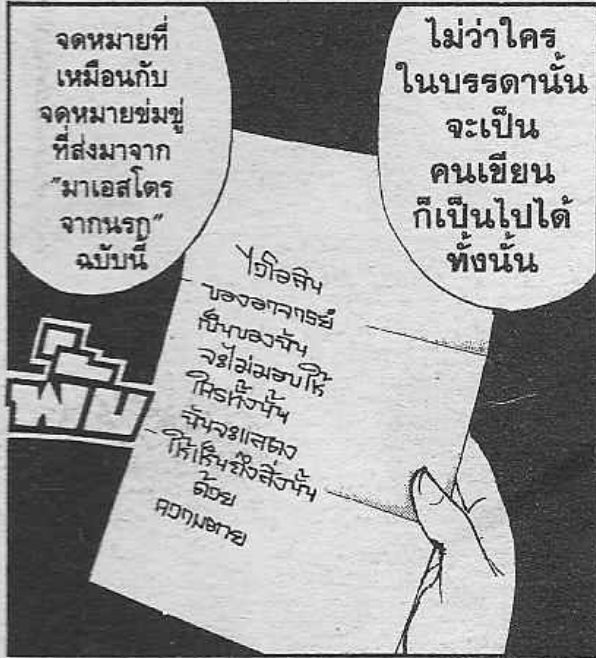 ไม่ว่าใคร
ในบรรดานั้น
จะเป็น
คนเขียน
ก็เป็นไปได้
ทั้งนั้น
จดหมายที่
เหมือนกับ
จดหมายข่มขู่
ที่ส่งมาจาก
"มาเอสโตร
จากนรก"
ฉบับนี้
ไวโอลิน
ของอาจารย์
เป็นของฉัน
จะไม่มอบให้
ใครทั้งนั้น
ฉันจะแสดง
ให้เห็นถึงสิ่งนั้น
ด้วย
ความตาย
พับ